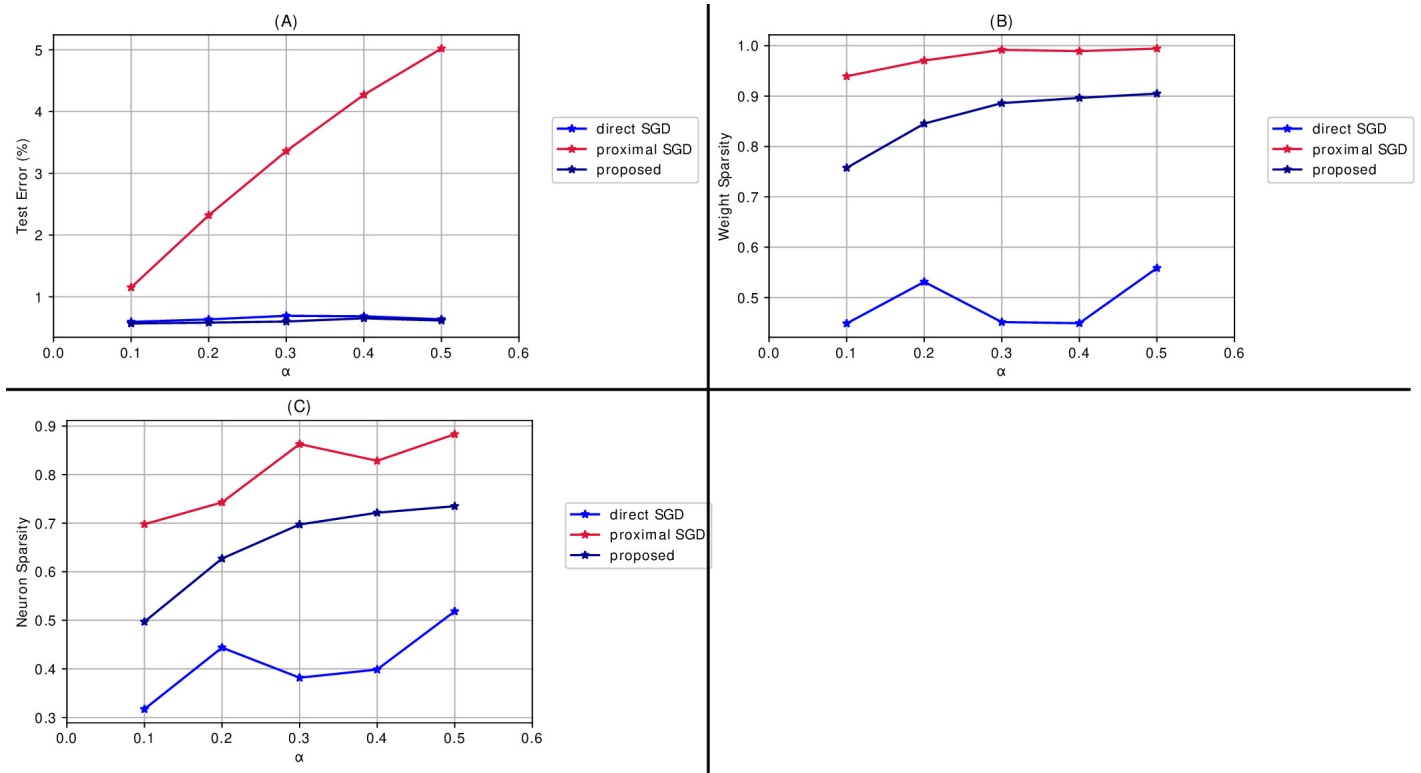 (A)
Test Error (%)
5
4
3
2
1
0.0 0.1 0.2 0.3 0.4 0.5 0.6
α
direct SGD
proximal SGD
proposed
(B)
Weight Sparsity
1.0
0.9
0.8
0.7
0.6
0.5
0.0 0.1 0.2 0.3 0.4 0.5 0.6
α
direct SGD
proximal SGD
proposed
(C)
Neuron Sparsity
0.9
0.8
0.7
0.6
0.5
0.4
0.3
0.0 0.1 0.2 0.3 0.4 0.5 0.6
α
direct SGD
proximal SGD
proposed